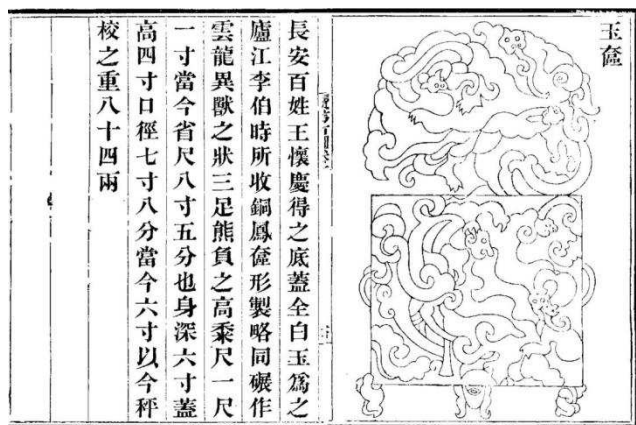 玉奩
長安百姓王懷慶得之底蓋全白玉爲之
廬江李伯時所收銅鳳奩形製略同碾作
雲龍異獸之狀三足熊負之高黍尺一尺
一寸當今省尺八寸五分也身深六寸蓋
高四寸口徑七寸八分當今六寸以今秤
校之重八十四兩